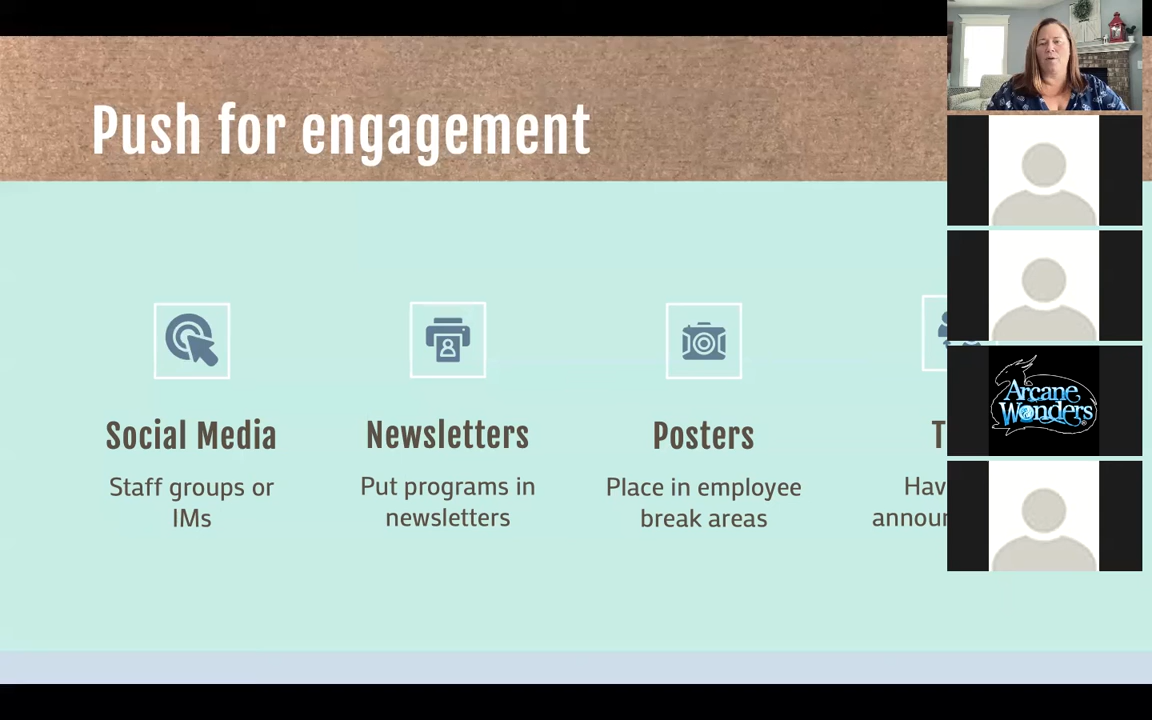 Push for engagement
Social Media
Staff groups or
IMs
Newsletters
Put programs in
newsletters
Posters
Place in employee
break areas
Arcane
Wonders